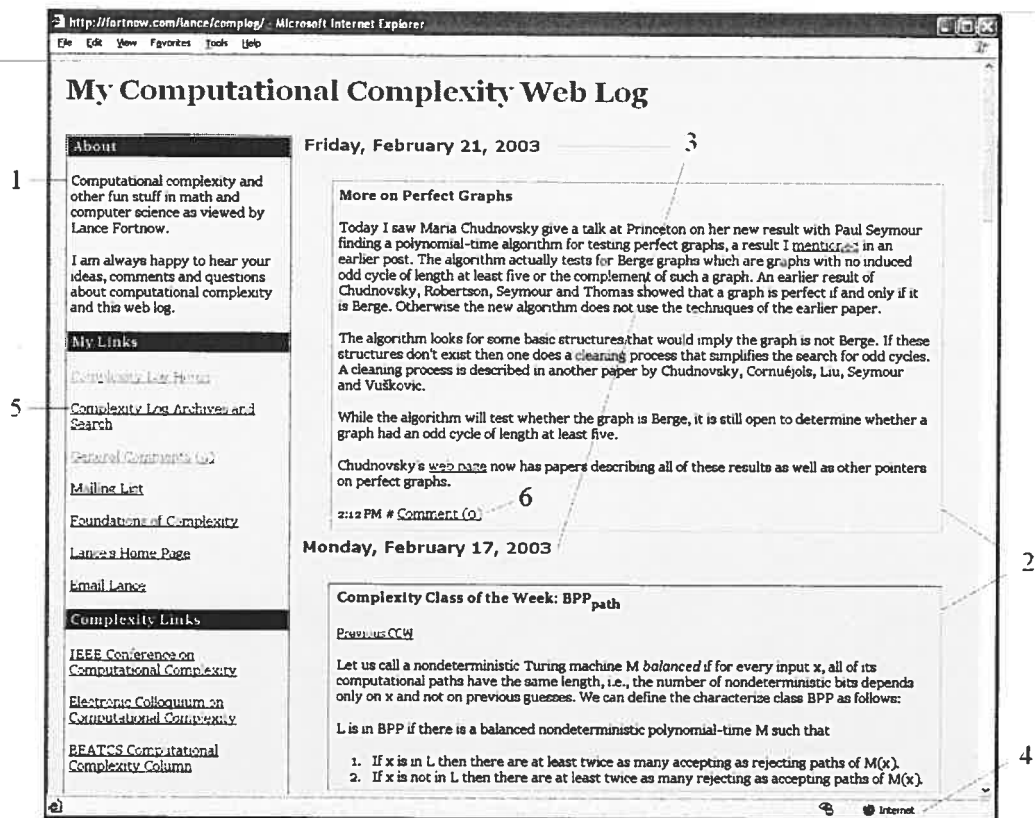 http://fortnow.com/lance/complog/ - Microsoft Internet Explorer
File Edit View Favorites Tools Help
My Computational Complexity Web Log
About
1
Computational complexity and
other fun stuff in math and
computer science as viewed by
Lance Fortnow.
I am always happy to hear your
ideas, comments and questions
about computational complexity
and this web log.
My Links
Complexity Log Home
5
Complexity Log Archives and
Search
General Comments (0)
Mailing List
Foundations of Complexity
Lance's Home Page
Email Lance
Complexity Links
IEEE Conference on
Computational Complexity
Electronic Colloquium on
Computational Complexity
BEATCS Computational
Complexity Column
Friday, February 21, 2003
3
More on Perfect Graphs
Today I saw Maria Chudnovsky give a talk at Princeton on her new result with Paul Seymour
finding a polynomial-time algorithm for testing perfect graphs, a result I mentioned in an
earlier post. The algorithm actually tests for Berge graphs which are graphs with no induced
odd cycle of length at least five or the complement of such a graph. An earlier result of
Chudnovsky, Robertson, Seymour and Thomas showed that a graph is perfect if and only if it
is Berge. Otherwise the new algorithm does not use the techniques of the earlier paper.
The algorithm looks for some basic structures that would imply the graph is not Berge. If these
structures don't exist then one does a cleaning process that simplifies the search for odd cycles.
A cleaning process is described in another paper by Chudnovsky, Cornuéjols, Liu, Seymour
and Vuškovic.
While the algorithm will test whether the graph is Berge, it is still open to determine whether a
graph had an odd cycle of length at least five.
Chudnovsky's web page now has papers describing all of these results as well as other pointers
on perfect graphs.
2:12 PM # Comment (0)
6
Monday, February 17, 2003
2
Complexity Class of the Week: BPPpath
Previous CCW
Let us call a nondeterministic Turing machine M balanced if for every input x, all of its
computational paths have the same length, i.e., the number of nondeterministic bits depends
only on x and not on previous guesses. We can define the characterize class BPP as follows:
L is in BPP if there is a balanced nondeterministic polynomial-time M such that
1. If x is in L then there are at least twice as many accepting as rejecting paths of M(x).
2. If x is not in L then there are at least twice as many rejecting as accepting paths of M(x).
4
Internet